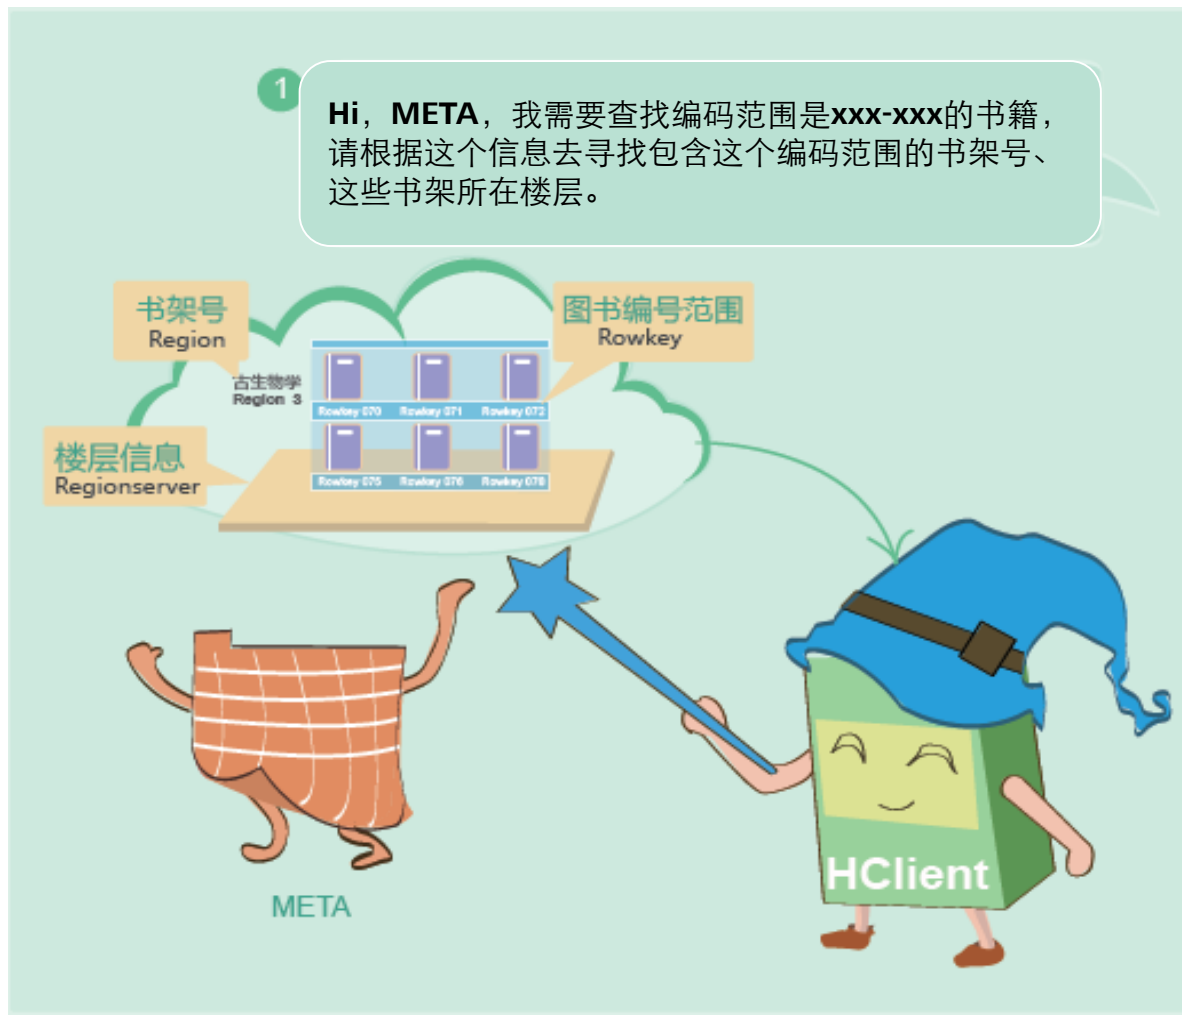 1
Hi，META，我需要查找编码范围是xxx-xxx的书籍，
请根据这个信息去寻找包含这个编码范围的书架号、
这些书架所在楼层。
书架号
Region
图书编号范围
Rowkey
古生物学
Region 3
Rowkey 070 Rowkey 071 Rowkey 072
楼层信息
Regionserver
Rowkey 075 Rowkey 076 Rowkey 078
HClient
META